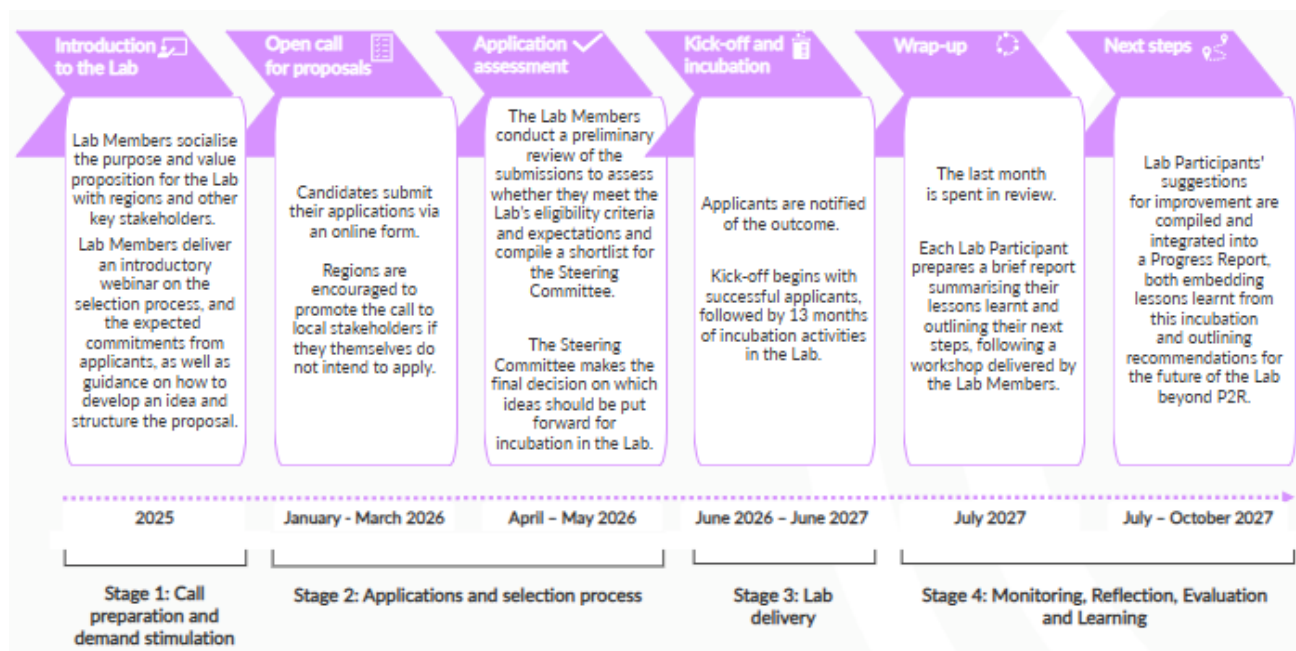 Introduction
to the Lab
Open call
for proposals
Application
assessment
Kick-off and
incubation
Wrap-up
Next steps
Lab Members socialise
the purpose and value
proposition for the Lab
with regions and other
key stakeholders.
Lab Members deliver
an introductory
webinar on the
selection process, and
the expected
commitments from
applicants, as well as
guidance on how to
develop an idea and
structure the proposal.
Candidates submit
their applications via
an online form.
Regions are
encouraged to
promote the call to
local stakeholders if
they themselves do
not intend to apply.
The Lab Members
conduct a preliminary
review of the
submissions to assess
whether they meet the
Lab's eligibility criteria
and expectations and
compile a shortlist for
the Steering
Committee.
The Steering
Committee makes the
final decision on which
ideas should be put
forward for
incubation in the Lab.
Applicants are notified
of the outcome.
Kick-off begins with
successful applicants,
followed by 13 months
of incubation activities
in the Lab.
The last month
is spent in review.
Each Lab Participant
prepares a brief report
summarising their
lessons learnt and
outlining their next
steps, following a
workshop delivered by
the Lab Members.
Lab Participants'
suggestions
for improvement are
compiled and
integrated into
a Progress Report,
both embedding
lessons learnt from
this incubation
and outlining
recommendations for
the future of the Lab
beyond P2R.
2025
January - March 2026
April – May 2026
June 2026 – June 2027
July 2027
July – October 2027
Stage 1: Call
preparation and
demand stimulation
Stage 2: Applications and selection process
Stage 3: Lab
delivery
Stage 4: Monitoring, Reflection, Evaluation
and Learning